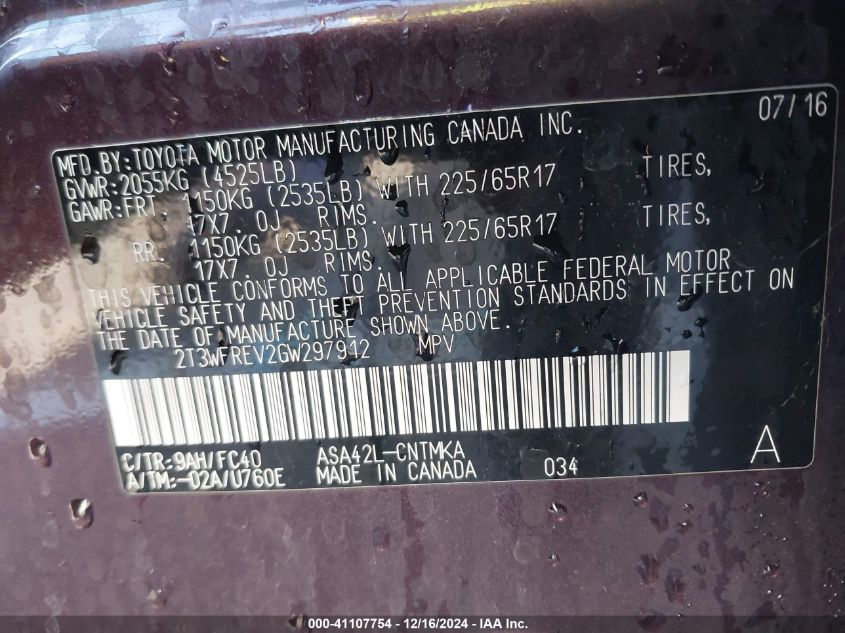 07/16
MFD. BY: TOYOTA MOTOR MANUFACTURING CANADA INC.
GVWR: 2055KG (4525LB)
GAWR: FRT. 1150KG (2535LB) WITH 225/65R17 TIRES,
17X7.0J RIMS.
RR. 1150KG (2535LB) WITH 225/65R17 TIRES,
17X7.0J RIMS.
THIS VEHICLE CONFORMS TO ALL APPLICABLE FEDERAL MOTOR
VEHICLE SAFETY AND THEFT PREVENTION STANDARDS IN EFFECT ON
THE DATE OF MANUFACTURE SHOWN ABOVE.
2T3WFREV2GW297912 MPV
C/TR: 9AH/FC40 ASA42L-CNTMKA A
A/TM: -02A/U760E MADE IN CANADA 034
000-41107754 - 12/16/2024 - IAA Inc.